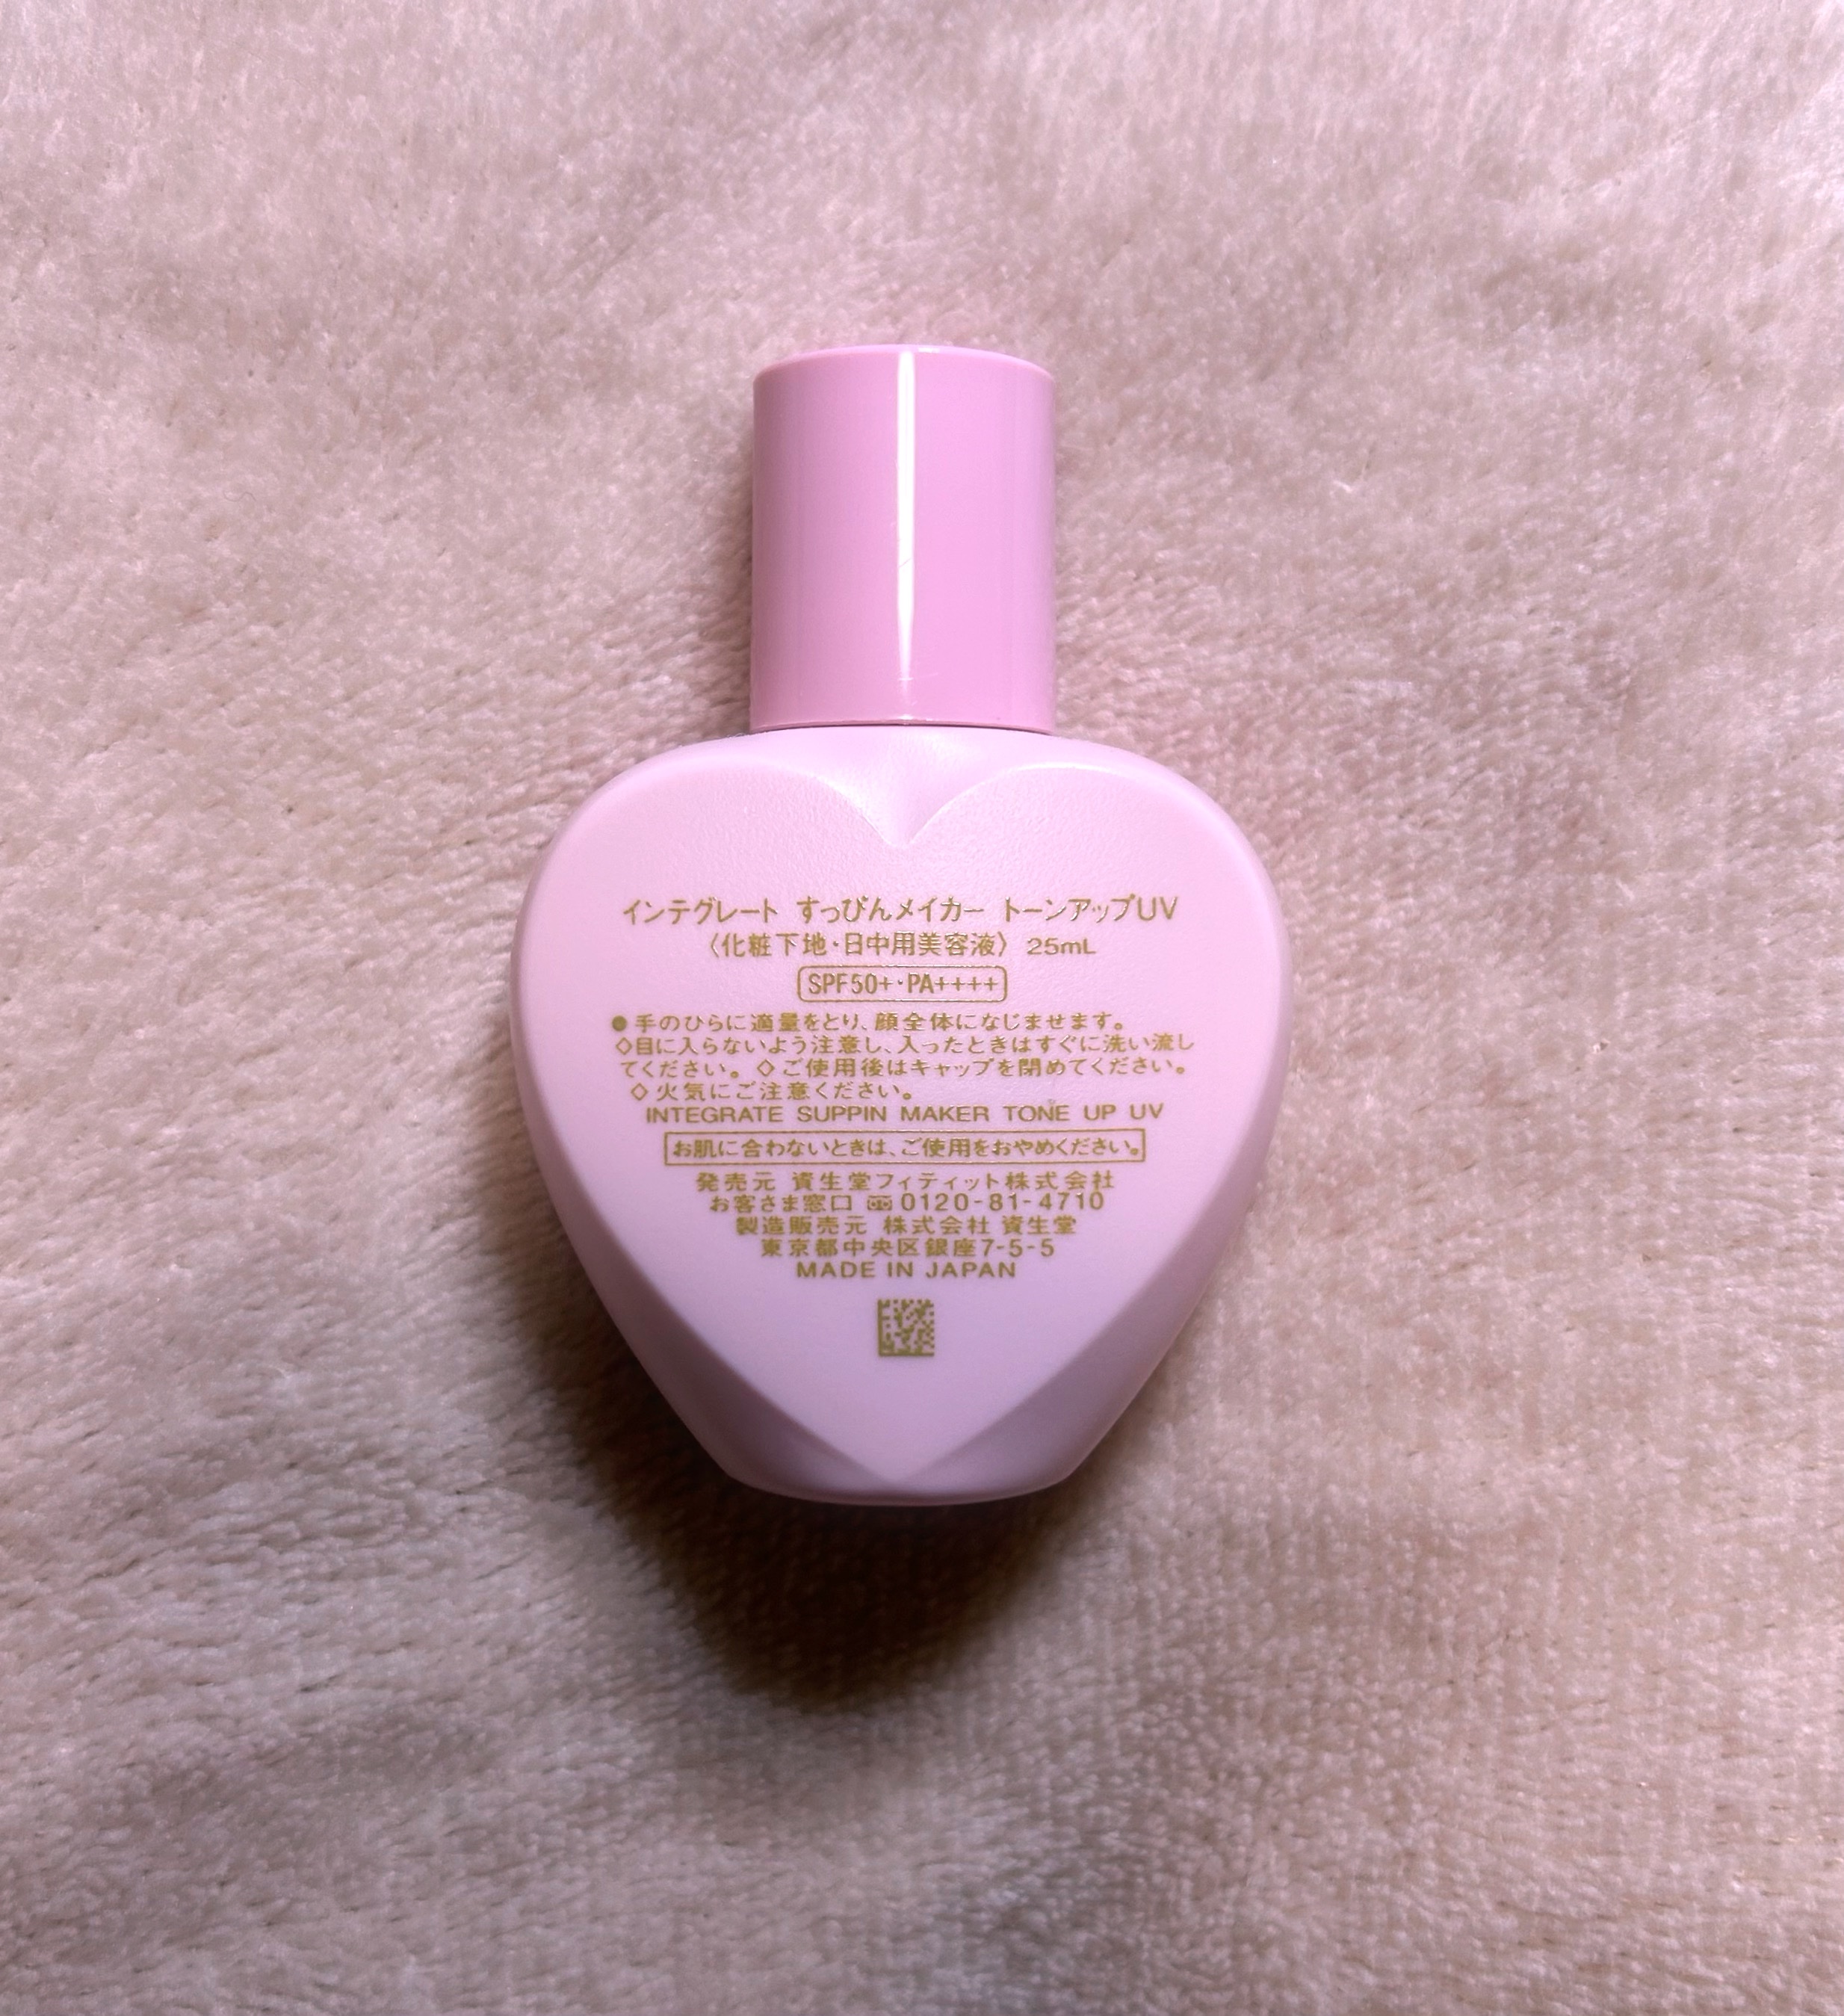 インテグレート すっぴんメイカー トーンアップUV
〈化粧下地・日中用美容液〉 25mL
SPF50+・PA++++
●手のひらに適量をとり、顔全体になじませます。
◇目に入らないよう注意し、入ったときはすぐに洗い流し
てください。◇ご使用後はキャップを閉めてください。
◇火気にご注意ください。
INTEGRATE SUPPIN MAKER TONE UP UV
お肌に合わないときは、ご使用をおやめください。
発売元 資生堂フィティット株式会社
お客さま窓口 0120-81-4710
製造販売元 株式会社 資生堂
東京都中央区銀座7-5-5
MADE IN JAPAN